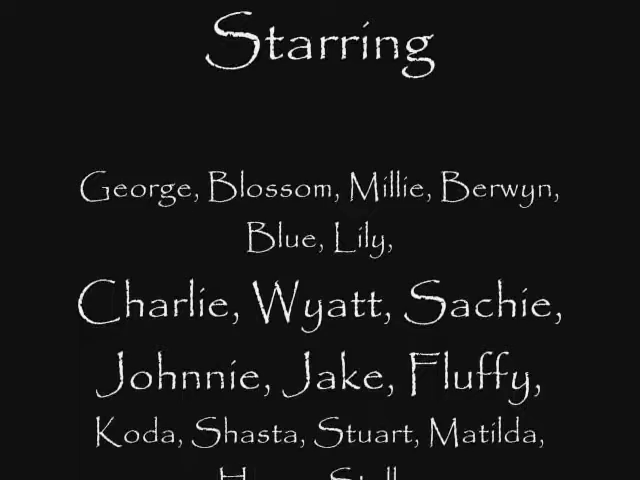 Starring
George, Blossom, Millie, Berwyn,
Blue, Lily,
Charlie, Wyatt, Sachie,
Johnnie, Jake, Fluffy,
Koda, Shasta, Stuart, Matilda,